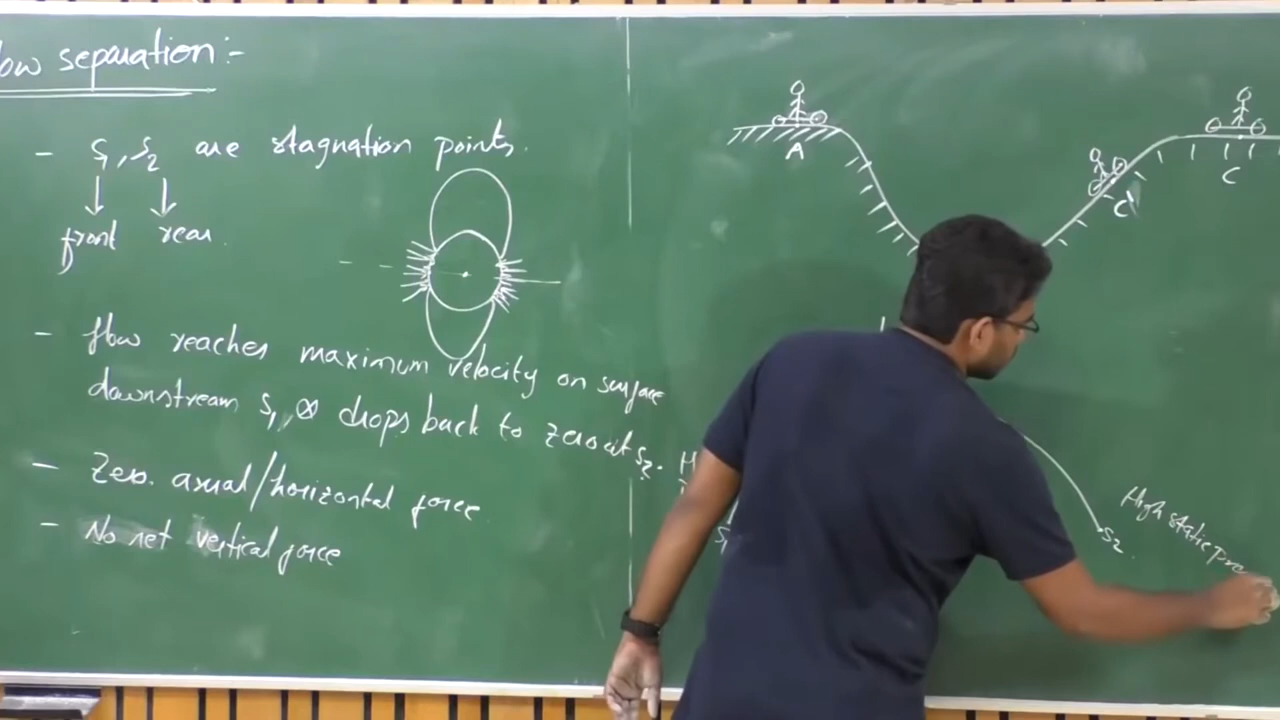 low separation:-
- S1, S2 are stagnation points.
front rear.
- flow reaches maximum velocity on surface
downstream S1, & drops back to zero at S2.
- Zero. axial/horizontal force
- No net vertical force
A
C
C'
H
S1
S2.
High static pre